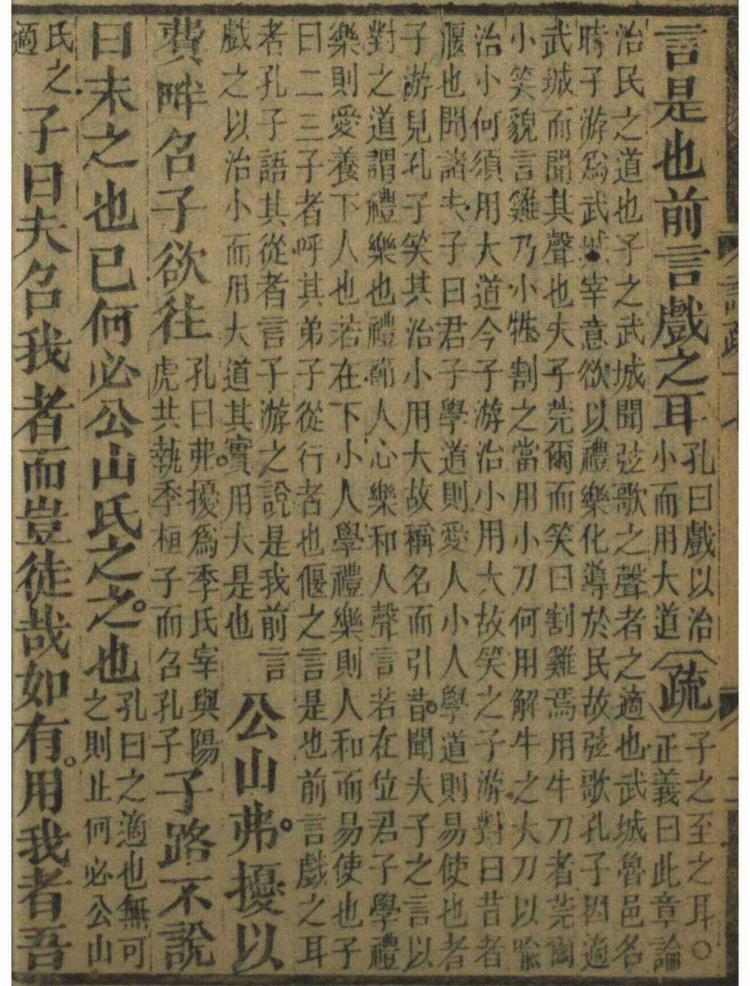 言是也前言戲之耳
孔曰戲以治
小而用大道
疏
子之至之耳○
正義曰此章論
治民之道也子之武城聞弦歌之聲者之適也武城魯邑名
時子游爲武城宰意欲以禮樂化導於民故弦歌孔子因適
武城而聞其聲也夫子莞爾而笑曰割雞焉用牛刀者莞爾
小笑貌言雞乃小牲割之當用小刀何用解牛之大刀以喻
治小何須用大道今子游治小用大故笑之子游對曰昔者
偃也聞諸夫子曰君子學道則愛人小人學道則易使也者
子游見孔子笑其治小用大故稱名而引昔聞夫子之言以
對之道謂禮樂也禮節人心樂和人聲言若在位君子學禮
樂則愛養下人也若在下小人學禮樂則人和而易使也子
曰二三子者呼其弟子從行者也偃之言是也前言戲之耳
者孔子語其從者言子游之說是我前言
戲之以治小而用大道其實用大是也
公山弗擾以
費畔召子欲往
孔曰弗擾爲季氏宰與陽
虎共執季桓子而召孔子
子路不說
曰末之也已何必公山氏之之也
孔曰之適也無可
之則止何必公山
氏之
適
子曰夫召我者而豈徒哉如有用我者吾